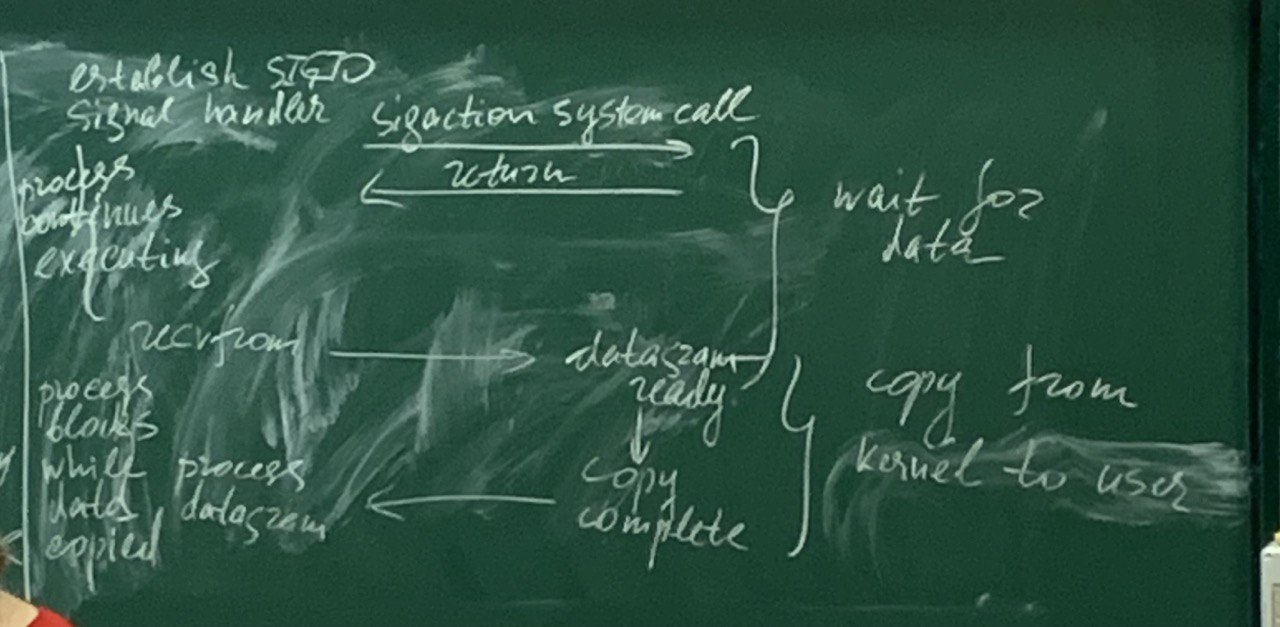 establish SIGIO
signal handler
sigaction system call
return
process
continues
executing
wait for
data
recvfrom
datagram
ready
process
blocks
while
data
copied
process
datagram
copy
complete
copy from
kernel to user